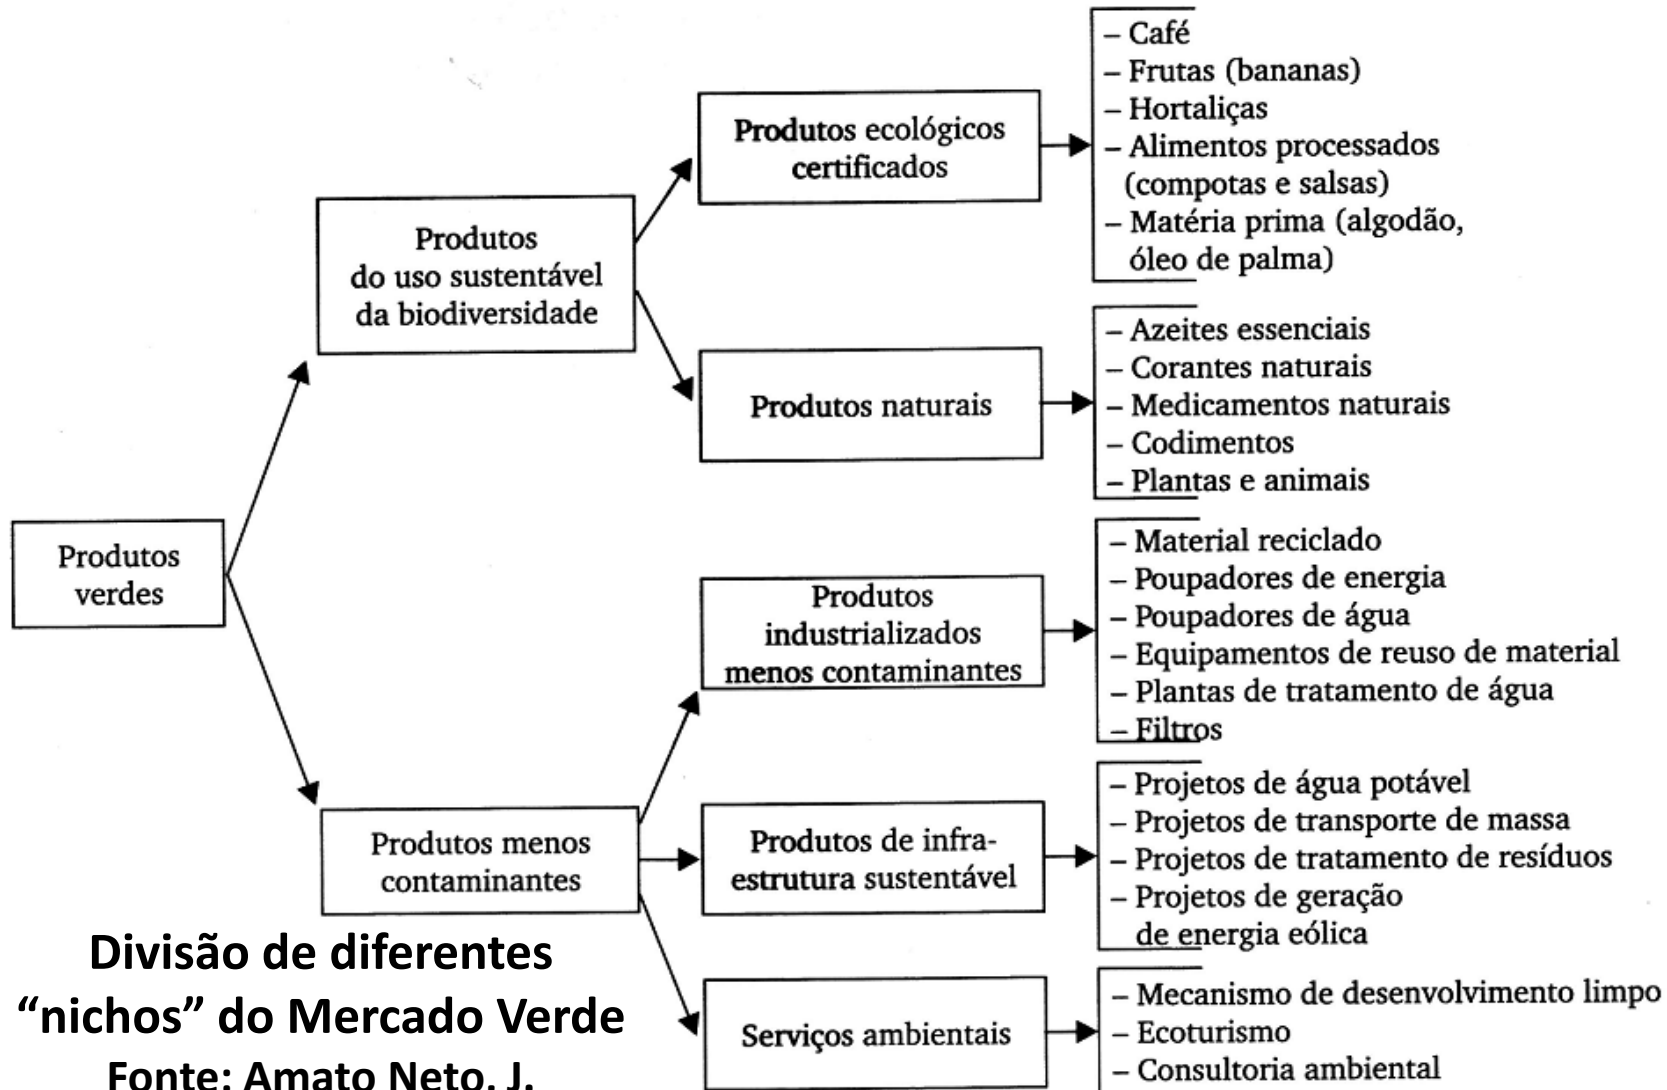 Produtos
verdes
Produtos
do uso sustentável
da biodiversidade
Produtos ecológicos
certificados
– Café
– Frutas (bananas)
– Hortaliças
– Alimentos processados
(compotas e salsas)
– Matéria prima (algodão,
óleo de palma)
Produtos naturais
– Azeites essenciais
– Corantes naturais
– Medicamentos naturais
– Codimentos
– Plantas e animais
Produtos menos
contaminantes
Produtos
industrializados
menos contaminantes
– Material reciclado
– Poupadores de energia
– Poupadores de água
– Equipamentos de reuso de material
– Plantas de tratamento de água
– Filtros
Produtos de infra-
estrutura sustentável
– Projetos de água potável
– Projetos de transporte de massa
– Projetos de tratamento de resíduos
– Projetos de geração
de energia eólica
Serviços ambientais
– Mecanismo de desenvolvimento limpo
– Ecoturismo
– Consultoria ambiental
Divisão de diferentes
“nichos” do Mercado Verde
Fonte: Amato Neto, J.